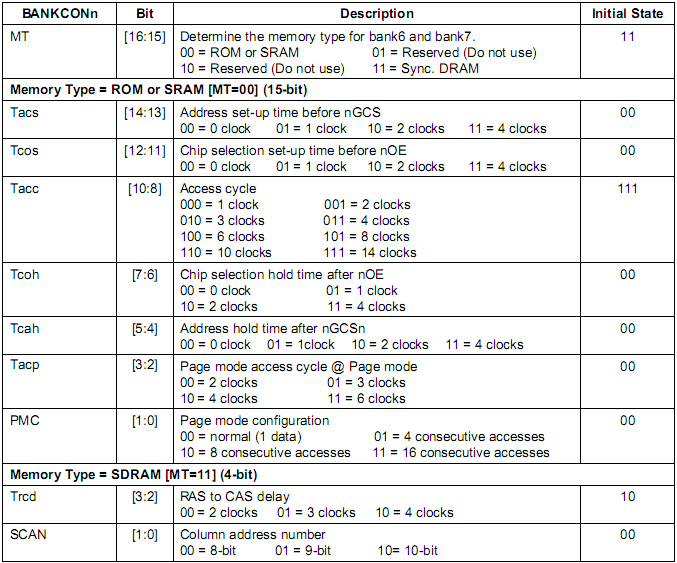 BANKCONn Bit Description Initial State
MT [16:15] Determine the memory type for bank6 and bank7. 11
00 = ROM or SRAM 01 = Reserved (Do not use)
10 = Reserved (Do not use) 11 = Sync. DRAM
Memory Type = ROM or SRAM [MT=00] (15-bit)
Tacs [14:13] Address set-up time before nGCS 00
00 = 0 clock 01 = 1 clock 10 = 2 clocks 11 = 4 clocks
Tcos [12:11] Chip selection set-up time before nOE 00
00 = 0 clock 01 = 1 clock 10 = 2 clocks 11 = 4 clocks
Tacc [10:8] Access cycle 111
000 = 1 clock 001 = 2 clocks
010 = 3 clocks 011 = 4 clocks
100 = 6 clocks 101 = 8 clocks
110 = 10 clocks 111 = 14 clocks
Tcoh [7:6] Chip selection hold time after nOE 00
00 = 0 clock 01 = 1 clock
10 = 2 clocks 11 = 4 clocks
Tcah [5:4] Address hold time after nGCSn 00
00 = 0 clock 01 = 1clock 10 = 2 clocks 11 = 4 clocks
Tacp [3:2] Page mode access cycle @ Page mode 00
00 = 2 clocks 01 = 3 clocks
10 = 4 clocks 11 = 6 clocks
PMC [1:0] Page mode configuration 00
00 = normal (1 data) 01 = 4 consecutive accesses
10 = 8 consecutive accesses 11 = 16 consecutive accesses
Memory Type = SDRAM [MT=11] (4-bit)
Trcd [3:2] RAS to CAS delay 10
00 = 2 clocks 01 = 3 clocks 10 = 4 clocks
SCAN [1:0] Column address number 00
00 = 8-bit 01 = 9-bit 10= 10-bit